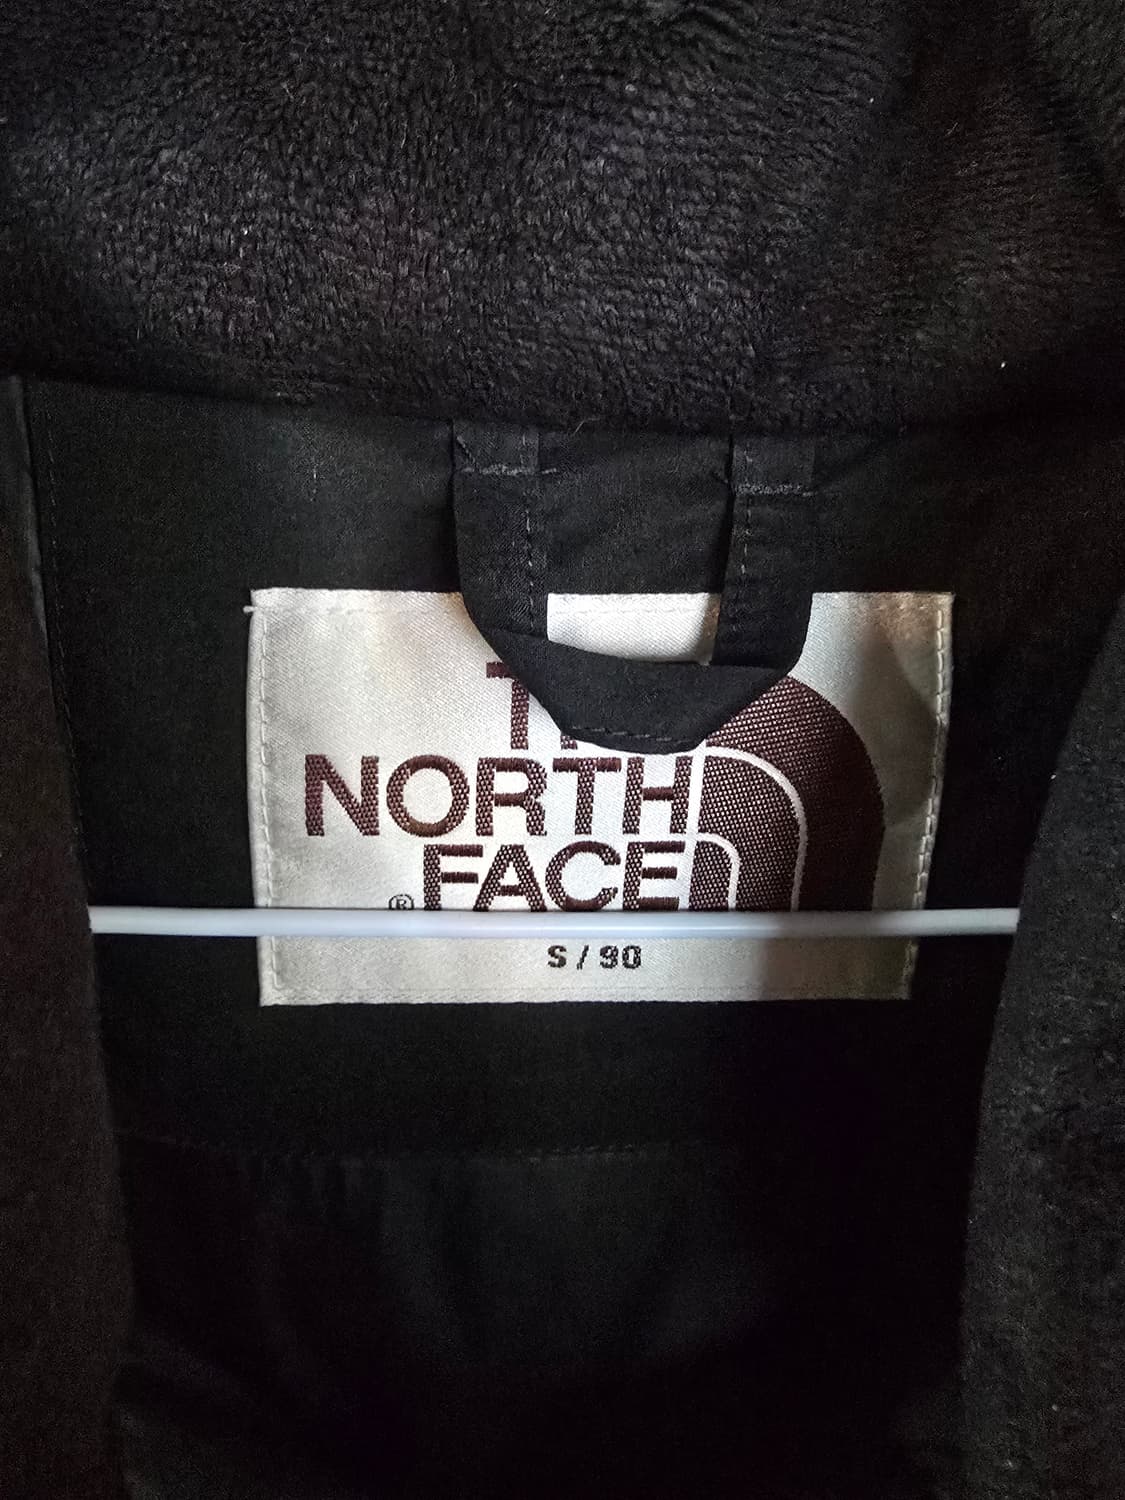 NORTH
FACE
®
S / 90